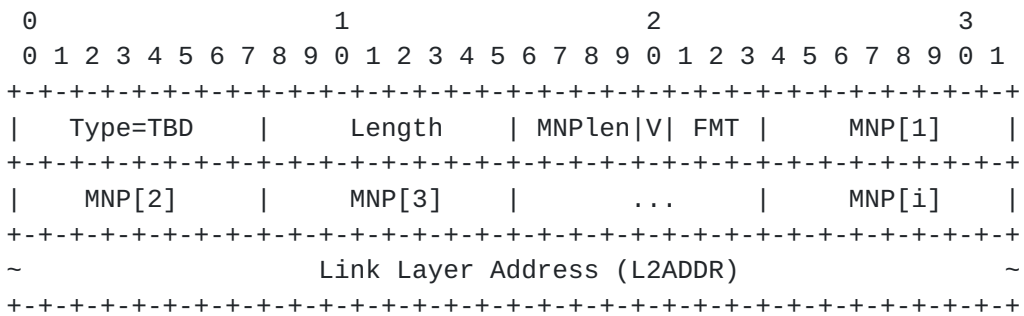 0                   1                   2                   3
 0 1 2 3 4 5 6 7 8 9 0 1 2 3 4 5 6 7 8 9 0 1 2 3 4 5 6 7 8 9 0 1
+-+-+-+-+-+-+-+-+-+-+-+-+-+-+-+-+-+-+-+-+-+-+-+-+-+-+-+-+-+-+-+-+
|   Type=TBD    |     Length    | MNPlen|V| FMT |     MNP[1]    |
+-+-+-+-+-+-+-+-+-+-+-+-+-+-+-+-+-+-+-+-+-+-+-+-+-+-+-+-+-+-+-+-+
|    MNP[2]     |     MNP[3]    |       ...     |     MNP[i]    |
+-+-+-+-+-+-+-+-+-+-+-+-+-+-+-+-+-+-+-+-+-+-+-+-+-+-+-+-+-+-+-+-+
~                   Link Layer Address (L2ADDR)                 ~
+-+-+-+-+-+-+-+-+-+-+-+-+-+-+-+-+-+-+-+-+-+-+-+-+-+-+-+-+-+-+-+-+